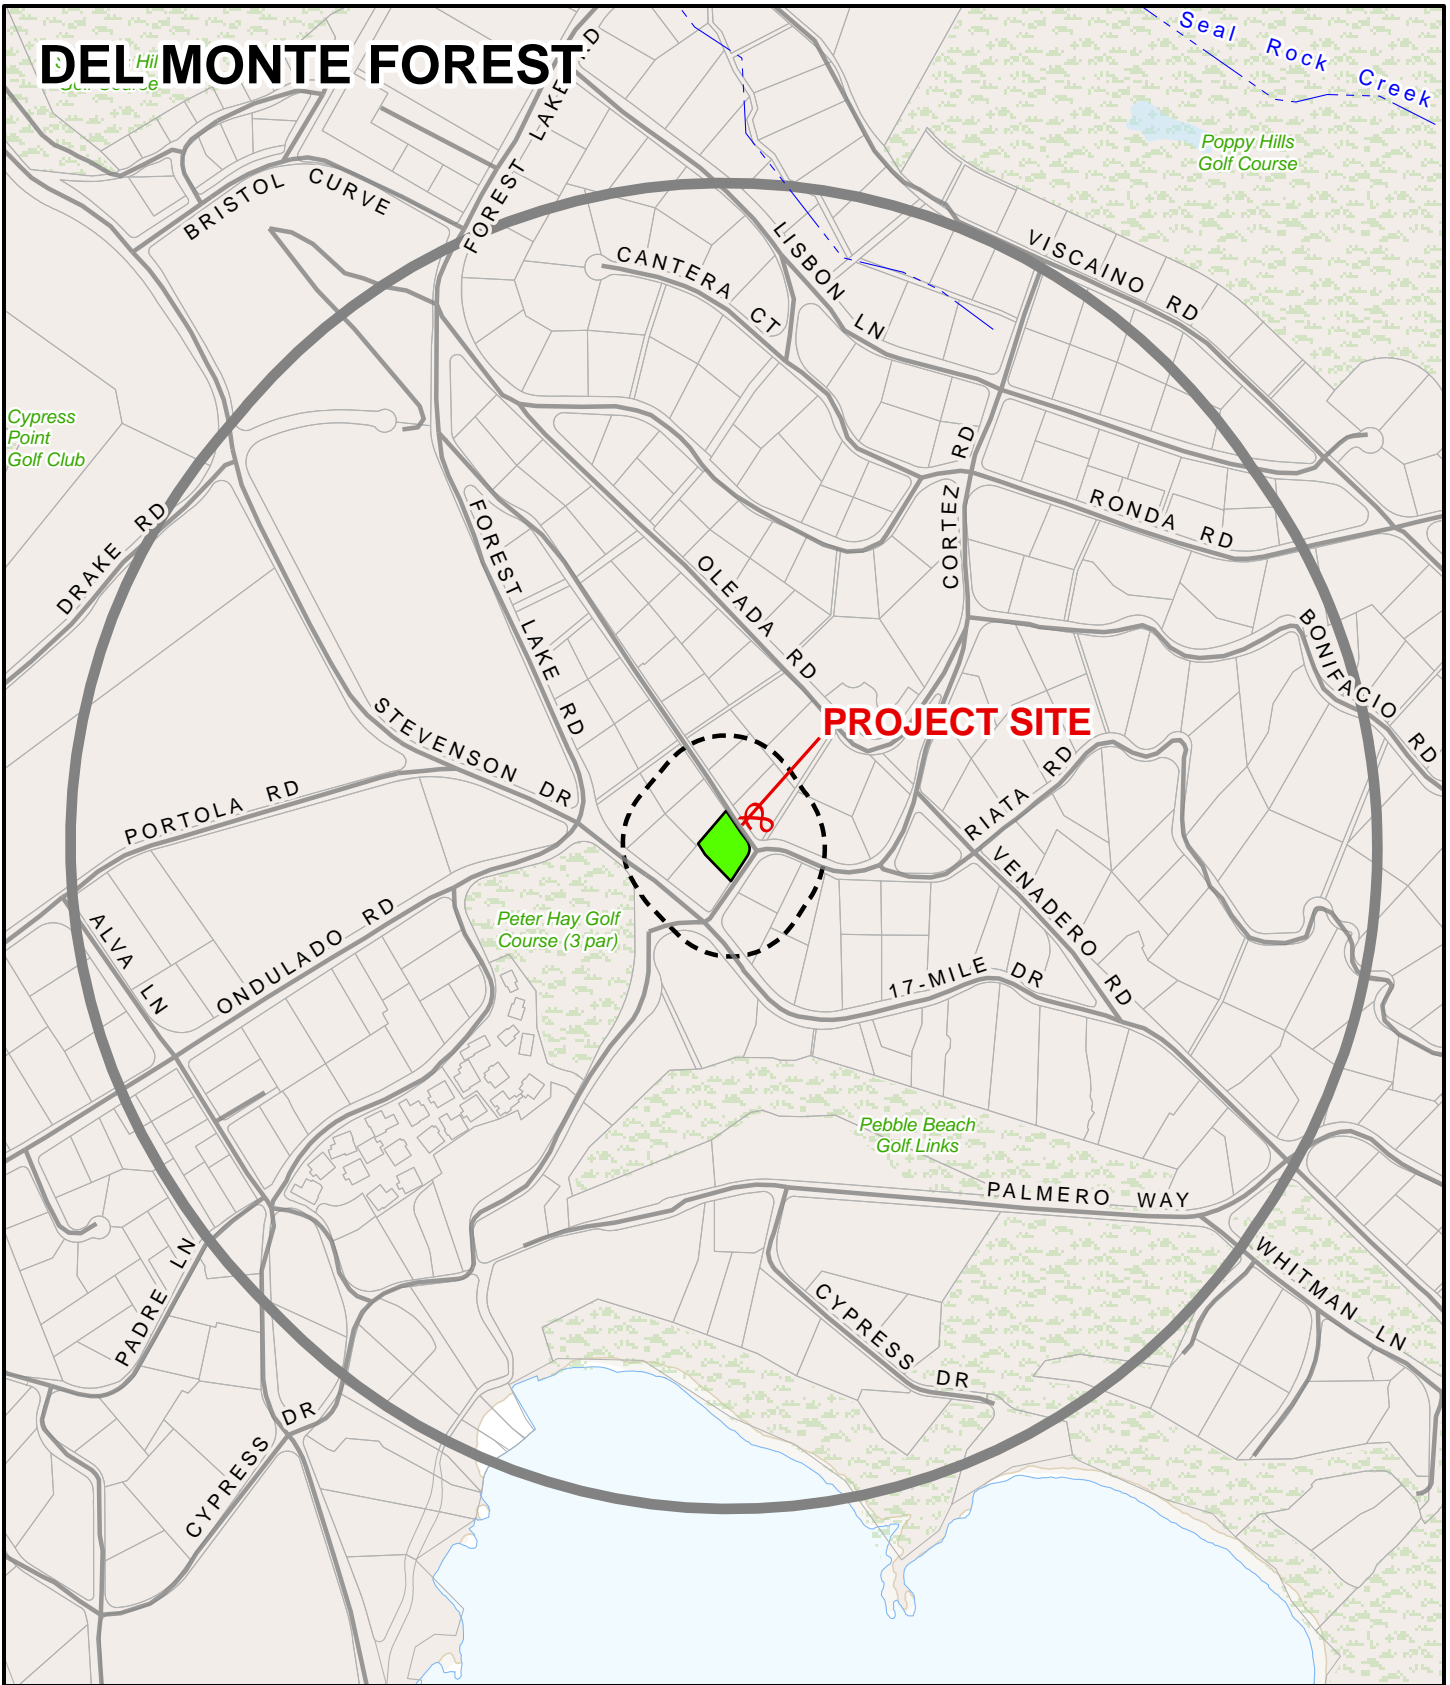 DEL MONTE FOREST
Seal Rock Creek
FOREST LAKE RD
Poppy Hills
Golf Course
BRISTOL CURVE
LISBON LN
CANTERA CT
VISCAINO RD
Cypress
Point
Golf Club
CORTEZ RD
RONDA RD
DRAKE RD
FOREST LAKE RD
OLEADA RD
BONIFACIO RD
STEVENSON DR
PROJECT SITE
PORTOLA RD
RIATA RD
VENADERO RD
ALVA LN
ONDULADO RD
Peter Hay Golf
Course (3 par)
17-MILE DR
Pebble Beach
Golf Links
PALMERO WAY
PADRE LN
WHITMAN LN
CYPRESS DR
CYPRESS DR